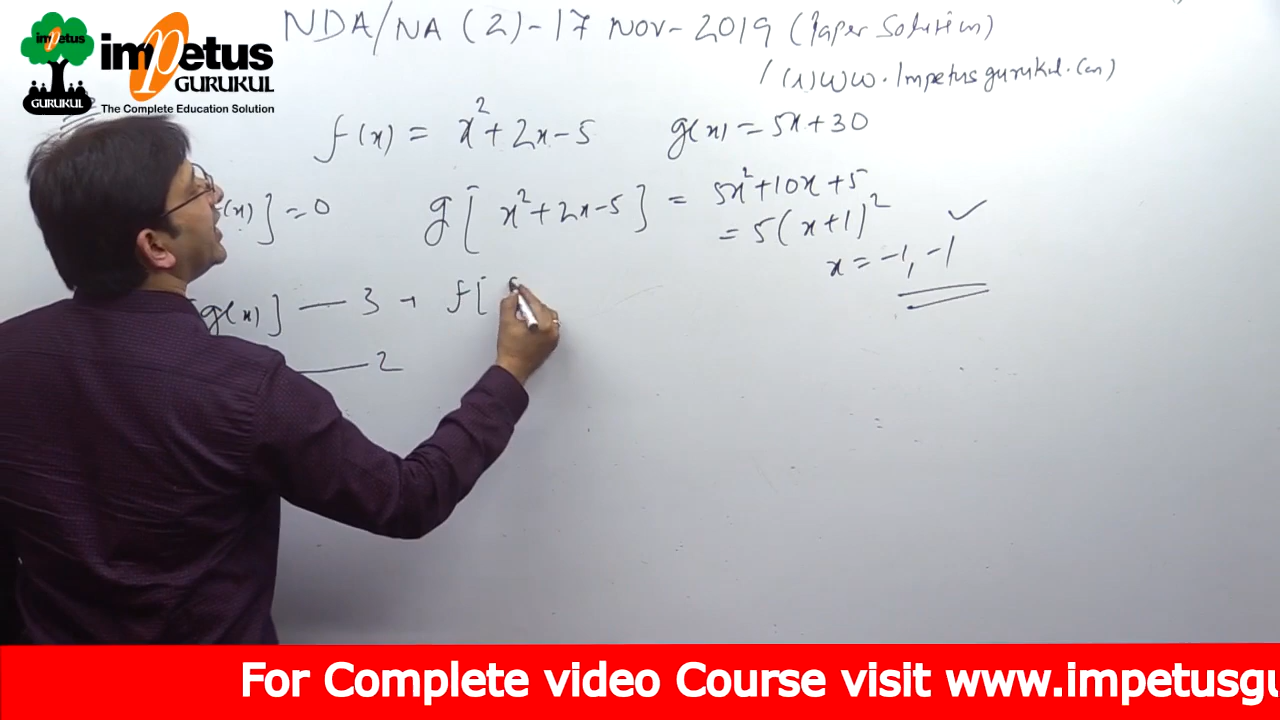 impetus
GURUKUL
impetus
GURUKUL
The Complete Education Solution
NDA/NA (2)-17 Nov-2019 (Paper Solution)
/ (1)WW.Impetusgurukul.Com)
f(x) = x²+2x-5 g(x) = 5x+30
(x)]=0 g[ x²+2x-5] = 5x²+10x+5
= 5(x+1)²
x = -1, -1
g(x)] — 3 + f[
— 2
For Complete video Course visit www.impetusgu